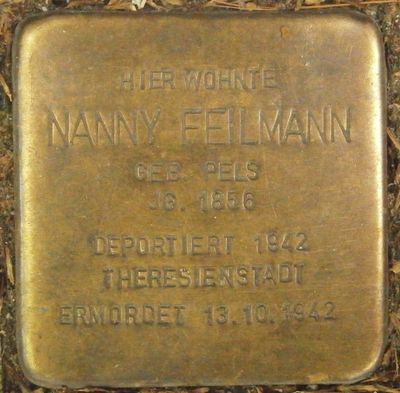 HIER WOHNTE
NANNY FEILMANN
GEB. PELS
JG. 1856
DEPORTIERT 1942
THERESIENSTADT
ERMORDET 13.10.1942